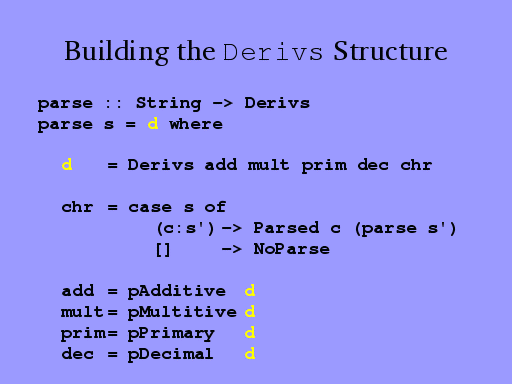 Building the Derivs Structure
parse :: String -> Derivs
parse s = d where
d = Derivs add mult prim dec chr
chr = case s of
(c:s') -> Parsed c (parse s')
[] -> NoParse
add = pAdditive d
mult= pMultitive d
prim= pPrimary d
dec = pDecimal d